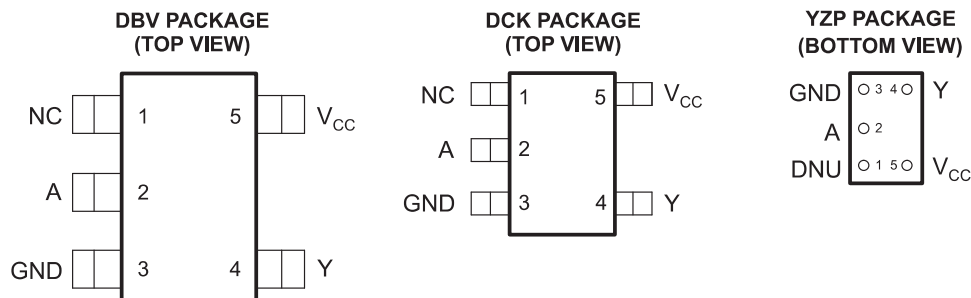 DBV PACKAGE
(TOP VIEW)
NC 1 5 VCC
A 2
GND 3 4 Y
DCK PACKAGE
(TOP VIEW)
NC 1 5 VCC
A 2
GND 3 4 Y
YZP PACKAGE
(BOTTOM VIEW)
GND 3 4 Y
A 2
DNU 1 5 VCC